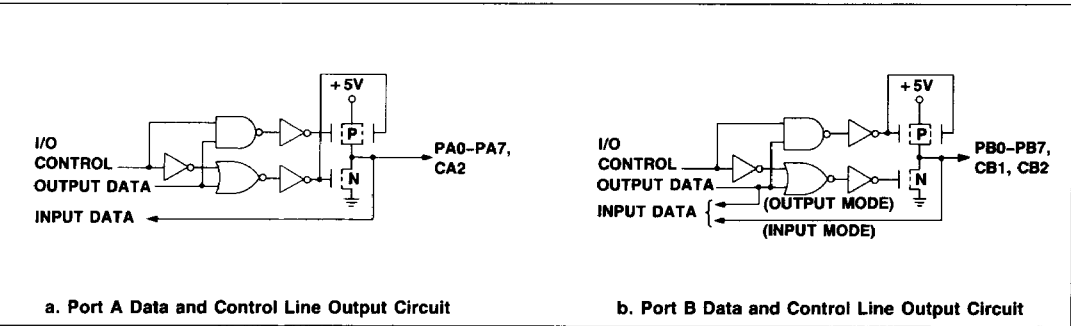 +5V
P
I/O
CONTROL
OUTPUT DATA
INPUT DATA
N
PA0–PA7,
CA2
a. Port A Data and Control Line Output Circuit
+5V
P
I/O
CONTROL
OUTPUT DATA
INPUT DATA
(OUTPUT MODE)
(INPUT MODE)
N
PB0–PB7,
CB1, CB2
b. Port B Data and Control Line Output Circuit